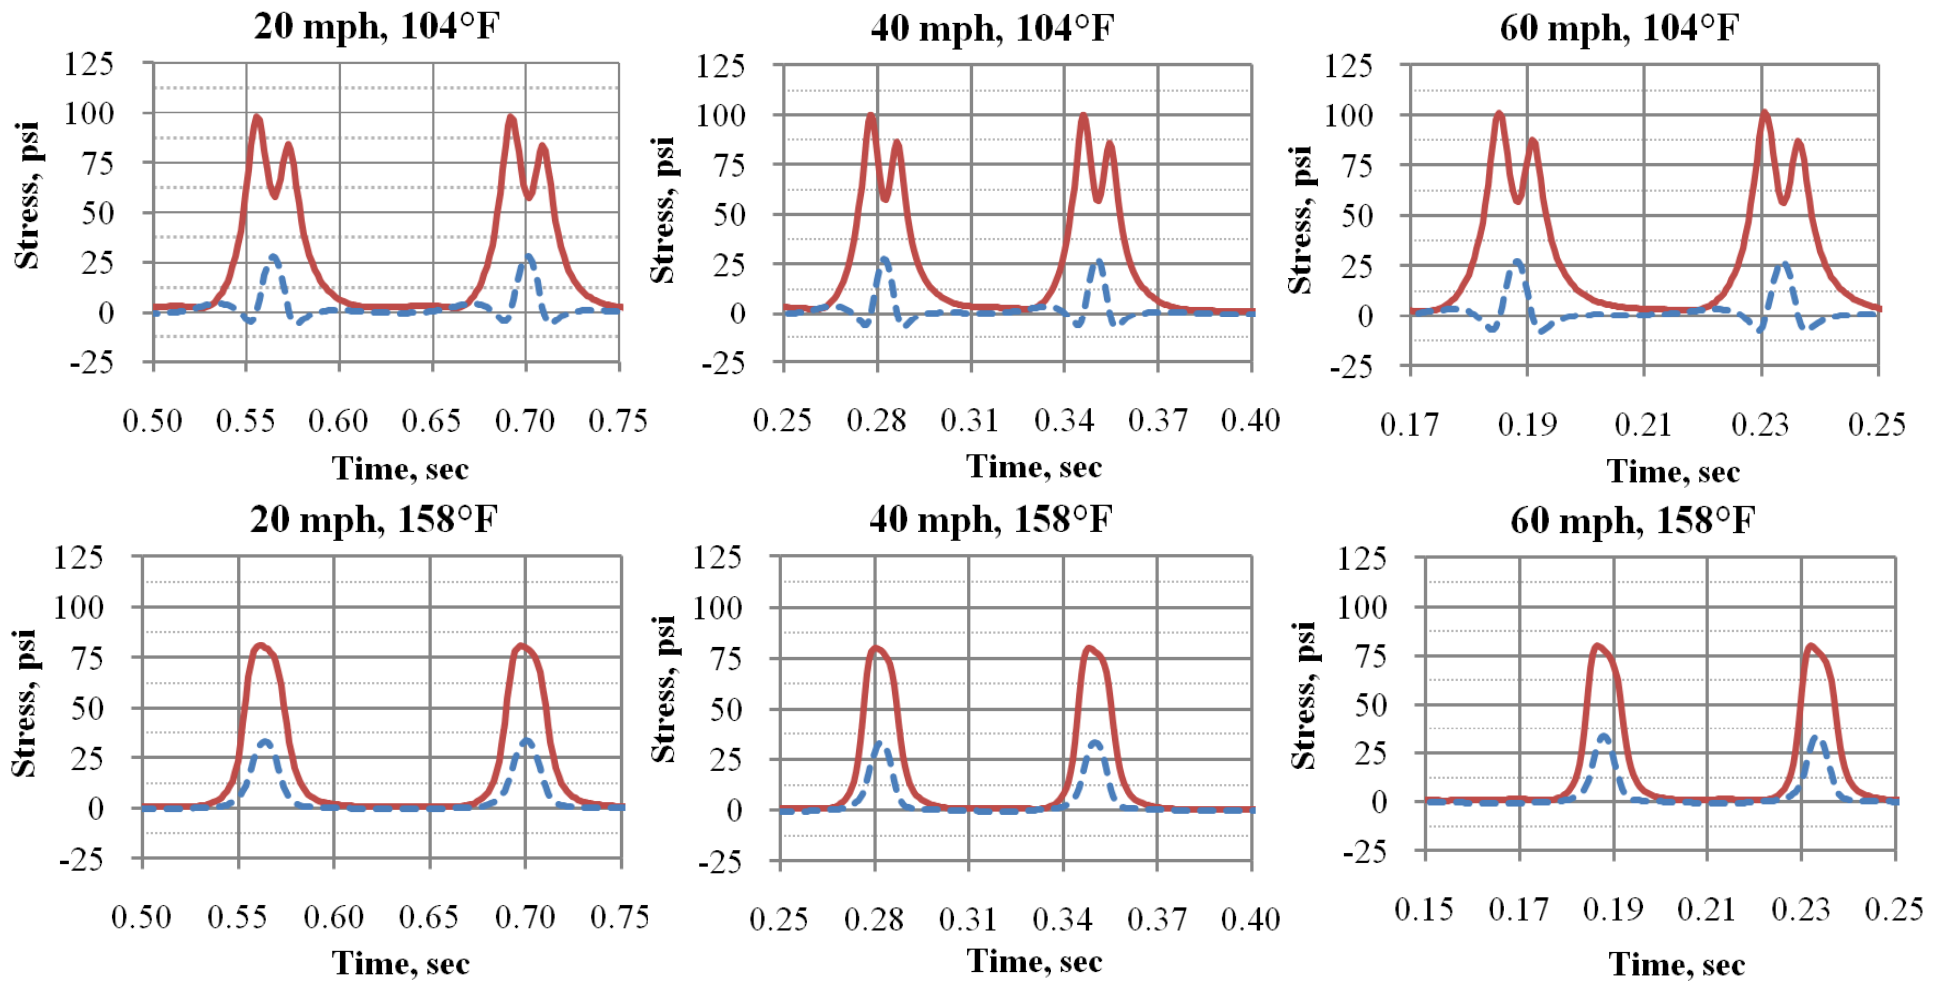 20 mph, 104°F
125
100
75
50
25
0
-25
Stress, psi
0.50 0.55 0.60 0.65 0.70 0.75
Time, sec
40 mph, 104°F
125
100
75
50
25
0
-25
Stress, psi
0.25 0.28 0.31 0.34 0.37 0.40
Time, sec
60 mph, 104°F
125
100
75
50
25
0
-25
Stress, psi
0.17 0.19 0.21 0.23 0.25
Time, sec
20 mph, 158°F
125
100
75
50
25
0
-25
Stress, psi
0.50 0.55 0.60 0.65 0.70 0.75
Time, sec
40 mph, 158°F
125
100
75
50
25
0
-25
Stress, psi
0.25 0.28 0.31 0.34 0.37 0.40
Time, sec
60 mph, 158°F
125
100
75
50
25
0
-25
Stress, psi
0.15 0.17 0.19 0.21 0.23 0.25
Time, sec